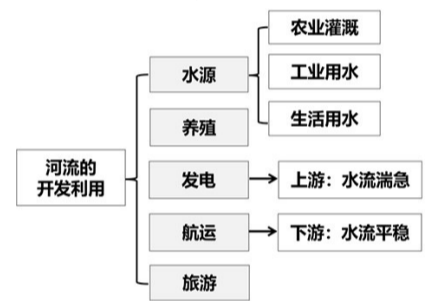 农业灌溉
水源
工业用水
生活用水
养殖
河流的
开发利用
发电
上游：水流湍急
航运
下游：水流平稳
旅游